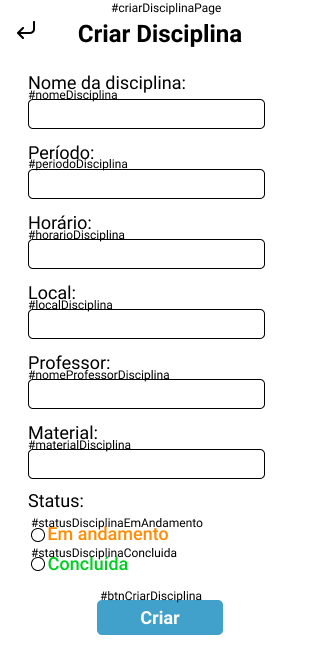 #criarDisciplinaPage
Criar Disciplina
Nome da disciplina:
#nomeDisciplina
Período:
#periodoDisciplina
Horário:
#horarioDisciplina
Local:
#localDisciplina
Professor:
#nomeProfessorDisciplina
Material:
#materialDisciplina
Status:
#statusDisciplinaEmAndamento
Em andamento
#statusDisciplinaConcluida
Concluída
#btnCriarDisciplina
Criar